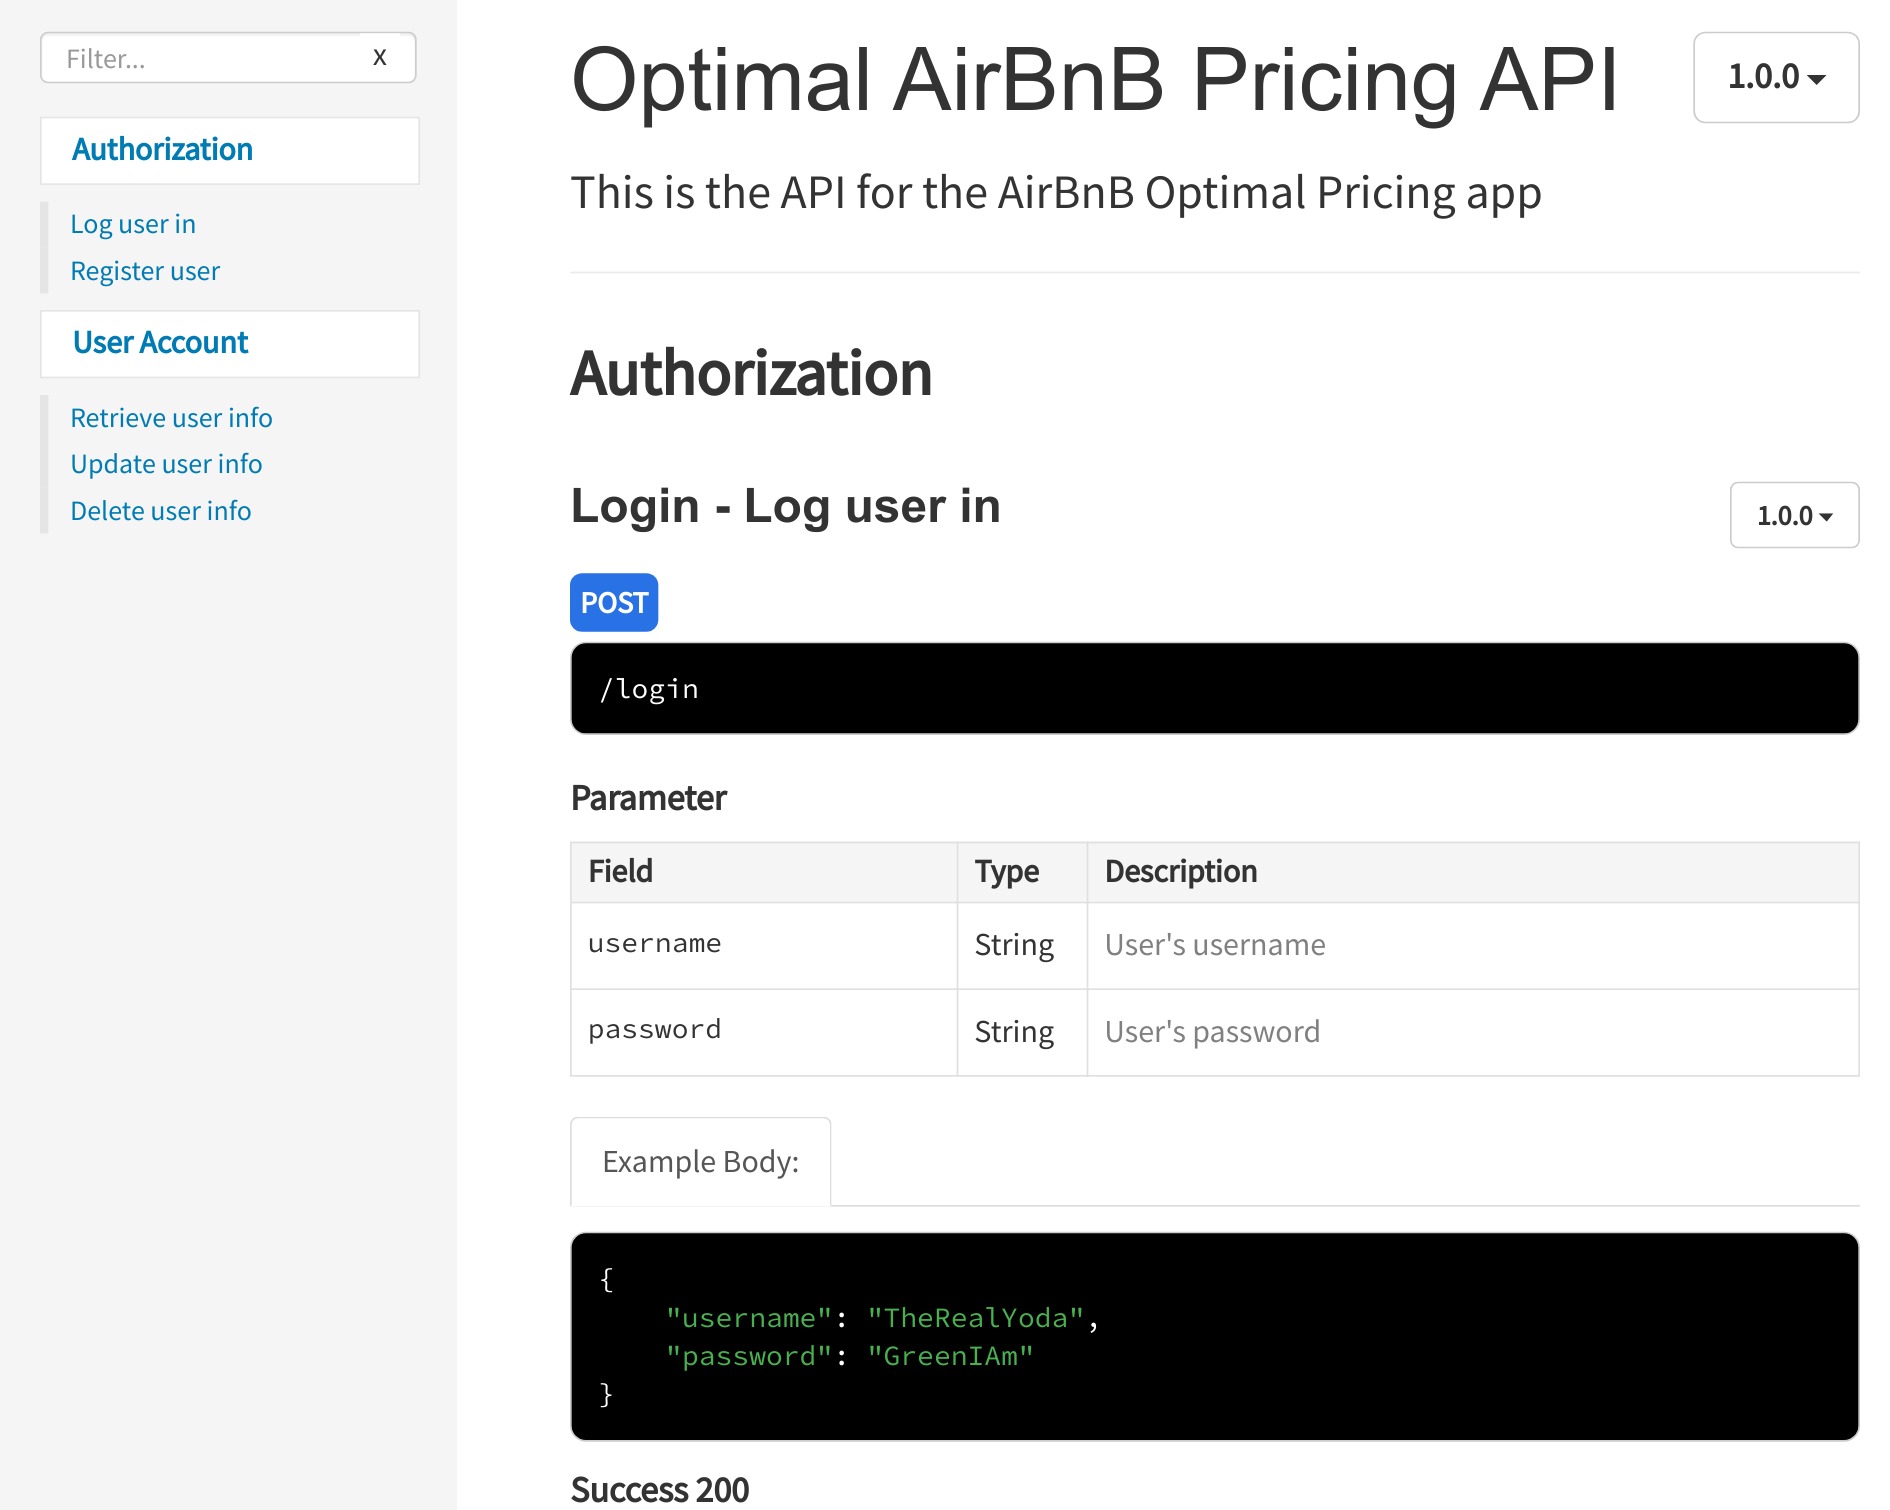 Filter...
X
Authorization
Log user in
Register user
User Account
Retrieve user info
Update user info
Delete user info
Optimal AirBnB Pricing API
1.0.0
This is the API for the AirBnB Optimal Pricing app
Authorization
Login - Log user in
1.0.0
POST
/login
Parameter
Field Type Description
username String User's username
password String User's password
Example Body:
{
"username": "TheRealYoda",
"password": "GreenIAm"
}
Success 200